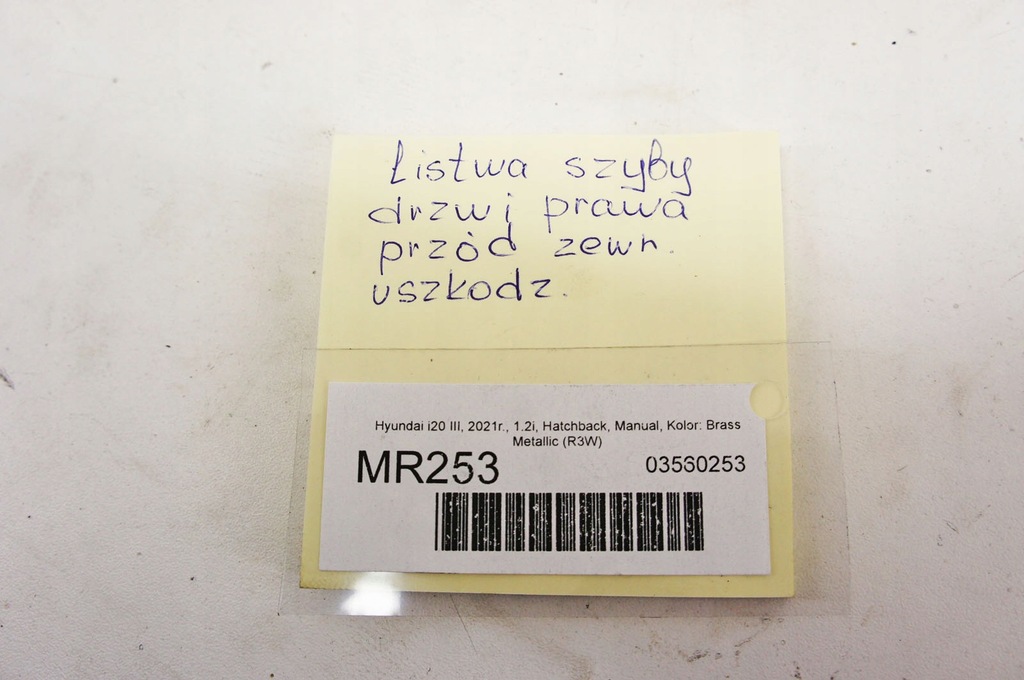 Listwa szyby
drzwi prawa
przód zewn.
uszkodz.
Hyundai i20 III, 2021r., 1.2i, Hatchback, Manual, Kolor: Brass
Metallic (R3W)
MR253
03560253